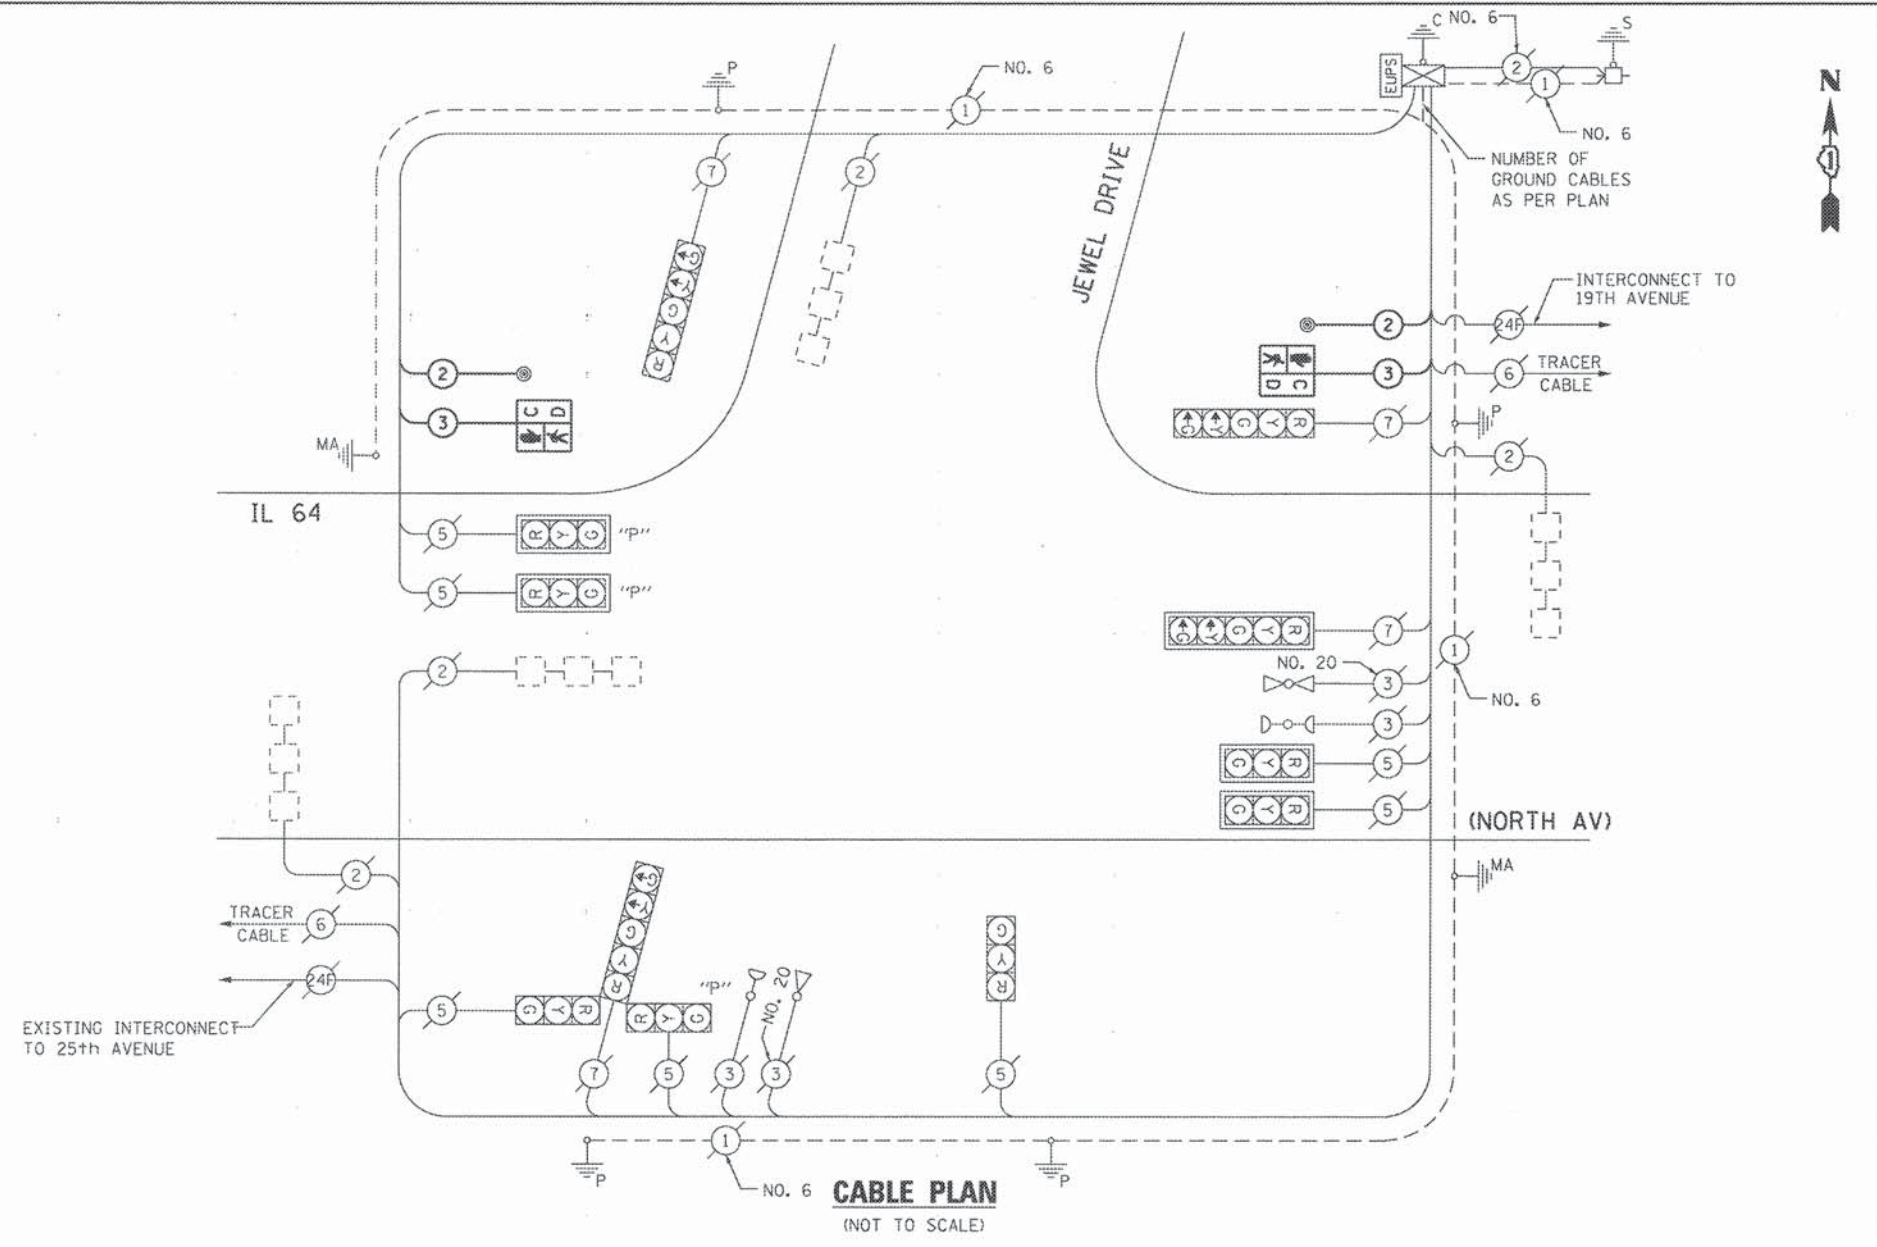 C NO. 6
S
2
EUPS
1
NO. 6
N
1
P
NO. 6
1
NO. 6
NUMBER OF
GROUND CABLES
AS PER PLAN
7
2
JEWEL DRIVE
G Y G Y R
INTERCONNECT TO
19TH AVENUE
2
24F
2
C D
3
TRACER
CABLE
6
3
C D
R Y G Y G
7
P
MA
2
IL 64
5
R Y G
"P"
5
R Y G
"P"
G Y G Y R
7
1
NO. 20
3
NO. 6
2
3
G Y R
5
G Y R
5
(NORTH AV)
2
MA
TRACER
CABLE
6
G Y G Y R
G Y R
24F
5
G Y R
"P"
R Y G
NO. 20
EXISTING INTERCONNECT
TO 25th AVENUE
7
5
3
3
5
1
P
P
NO. 6
CABLE PLAN
(NOT TO SCALE)